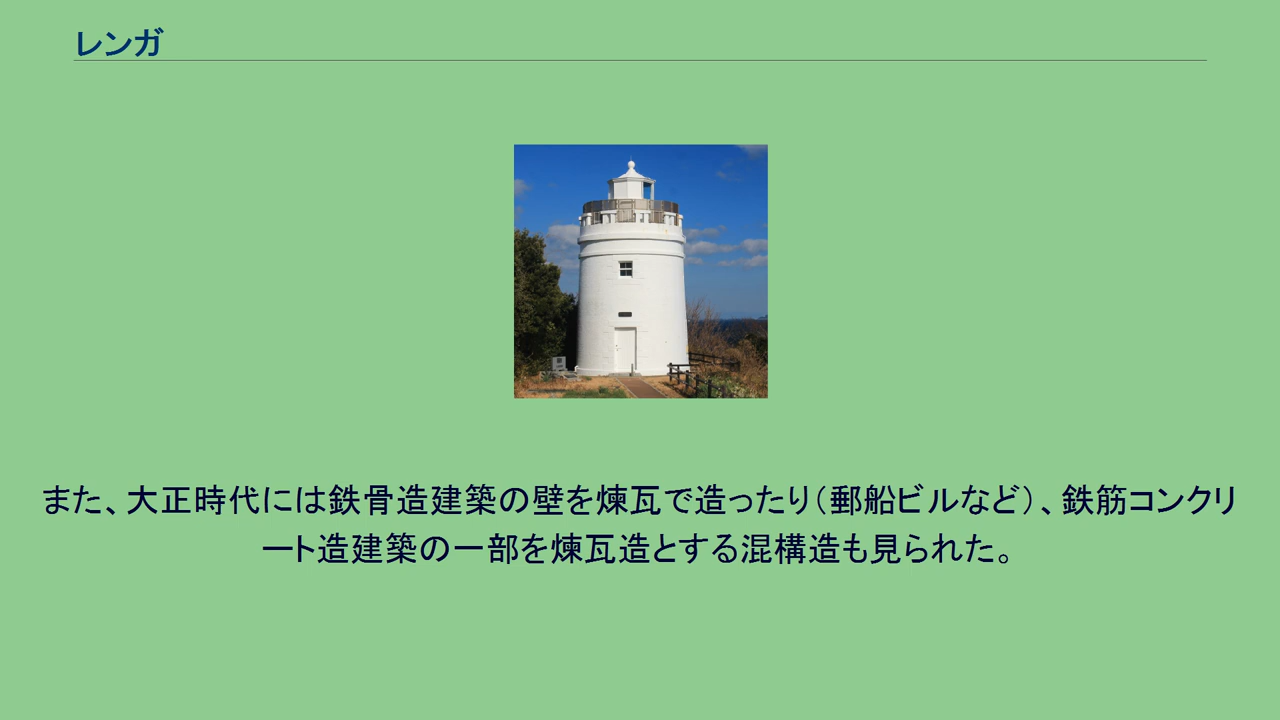 レンガ
また、大正時代には鉄骨造建築の壁を煉瓦で造ったり（郵船ビルなど）、鉄筋コンクリ
ート造建築の一部を煉瓦造とする混構造も見られた。